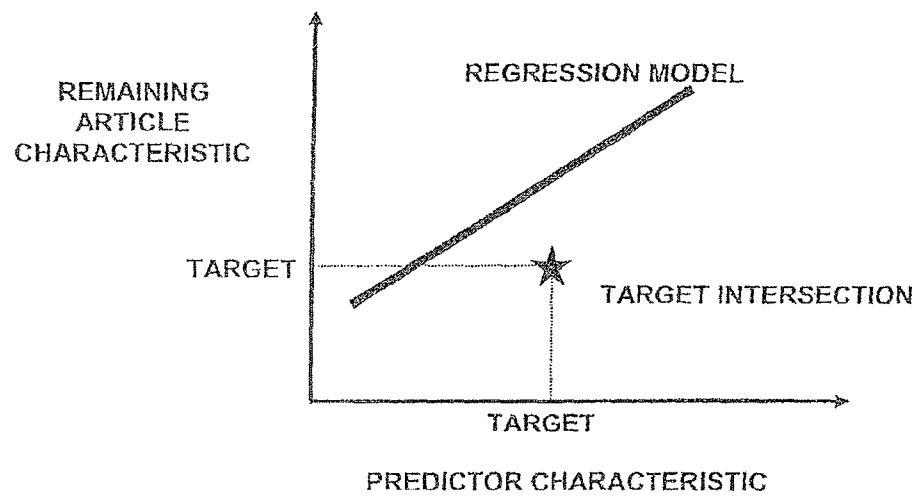 REGRESSION MODEL
REMAINING
ARTICLE
CHARACTERISTIC
TARGET
TARGET INTERSECTION
TARGET
PREDICTOR CHARACTERISTIC